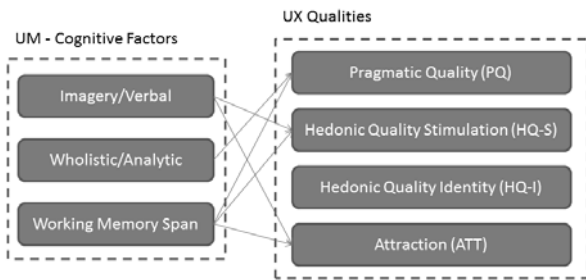 UX Qualities
UM - Cognitive Factors
Pragmatic Quality (PQ)
Imagery/Verbal
Hedonic Quality Stimulation (HQ-S)
Wholistic/Analytic
Hedonic Quality Identity (HQ-I)
Working Memory Span
Attraction (ATT)